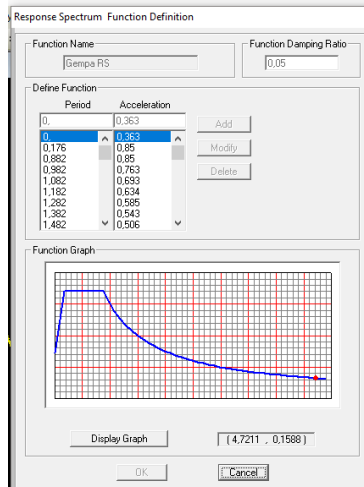 Response Spectrum Function Definition
Function Name
Function Damping Ratio
Gempa RS
0,05
Define Function
Period Acceleration
0, 0,363
Add
0, 0,363
0,176 0,85
Modify
0,882 0,85
0,982 0,763
Delete
1,082 0,693
1,182 0,634
1,282 0,585
1,382 0,543
1,482 0,506
Function Graph
Display Graph
( 4,7211 , 0,1588 )
OK
Cancel